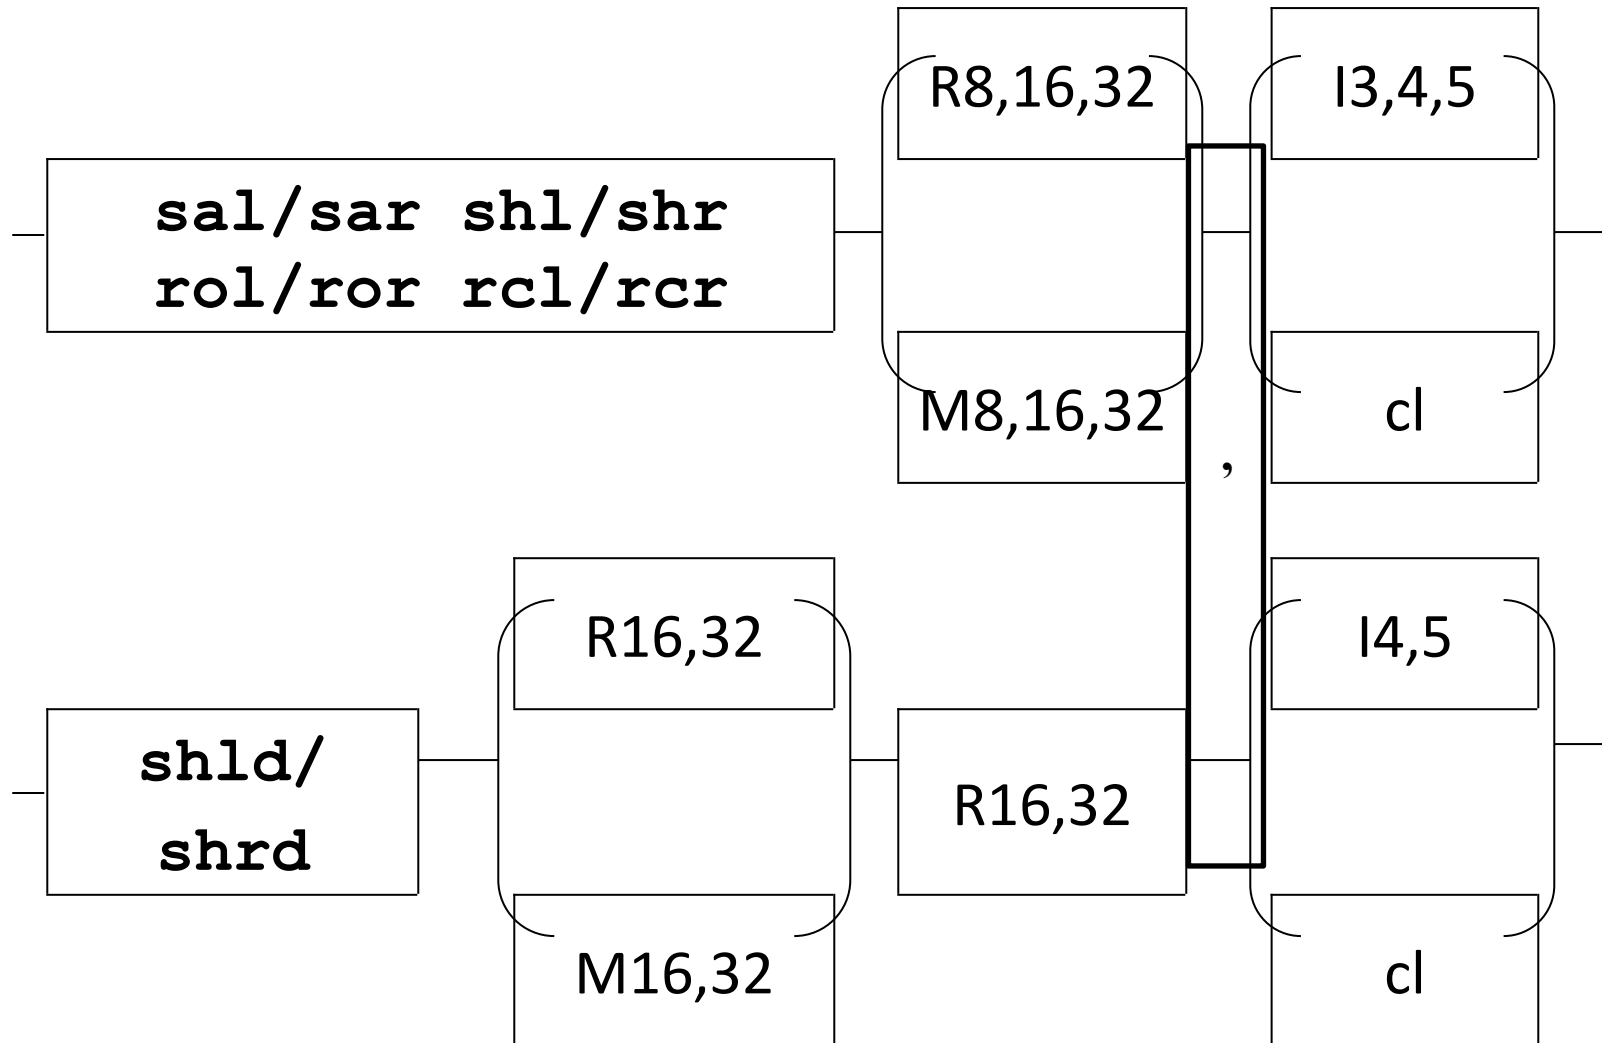 R8,16,32
I3,4,5
sal/sar shl/shr
rol/ror rcl/rcr
M8,16,32
cl
,
R16,32
I4,5
shld/
shrd
R16,32
M16,32
cl